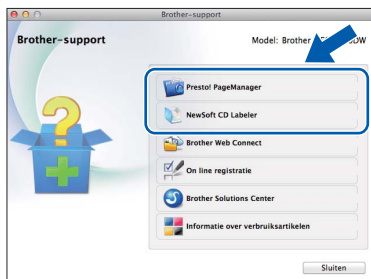 Brother-support
Brother-support
Model: Brother
Presto! PageManager
NewSoft CD Labeler
Brother Web Connect
On line registratie
Brother Solutions Center
Informatie over verbruiksartikelen
Sluiten